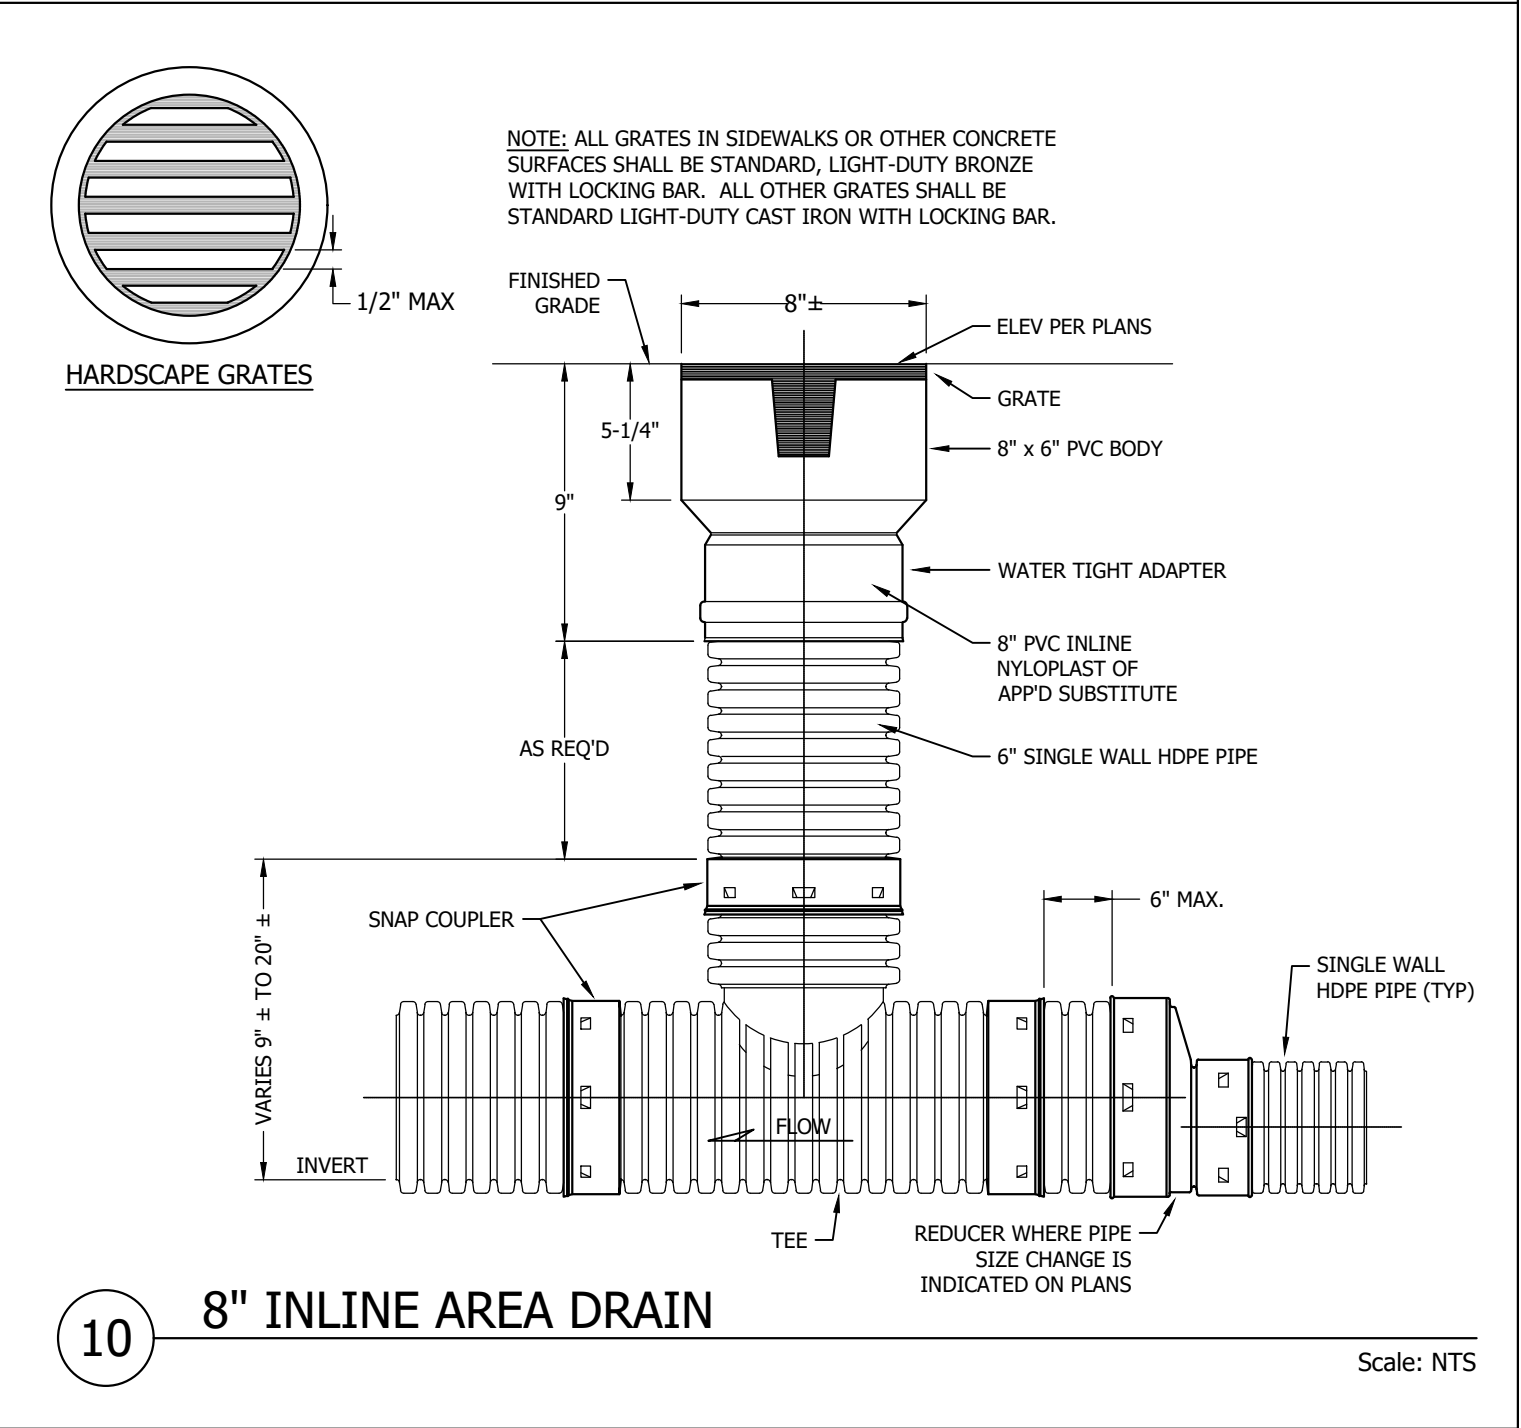 NOTE: ALL GRATES IN SIDEWALKS OR OTHER CONCRETE
SURFACES SHALL BE STANDARD, LIGHT-DUTY BRONZE
WITH LOCKING BAR.  ALL OTHER GRATES SHALL BE
STANDARD LIGHT-DUTY CAST IRON WITH LOCKING BAR.
1/2" MAX
HARDSCAPE GRATES
FINISHED
GRADE
8"±
ELEV PER PLANS
GRATE
5-1/4"
8" x 6" PVC BODY
9"
WATER TIGHT ADAPTER
8" PVC INLINE
NYLOPLAST OF
APP'D SUBSTITUTE
AS REQ'D
6" SINGLE WALL HDPE PIPE
SNAP COUPLER
6" MAX.
VARIES 9" ± TO 20" ±
SINGLE WALL
HDPE PIPE (TYP)
FLOW
INVERT
TEE
REDUCER WHERE PIPE
SIZE CHANGE IS
INDICATED ON PLANS
10
8" INLINE AREA DRAIN
Scale: NTS